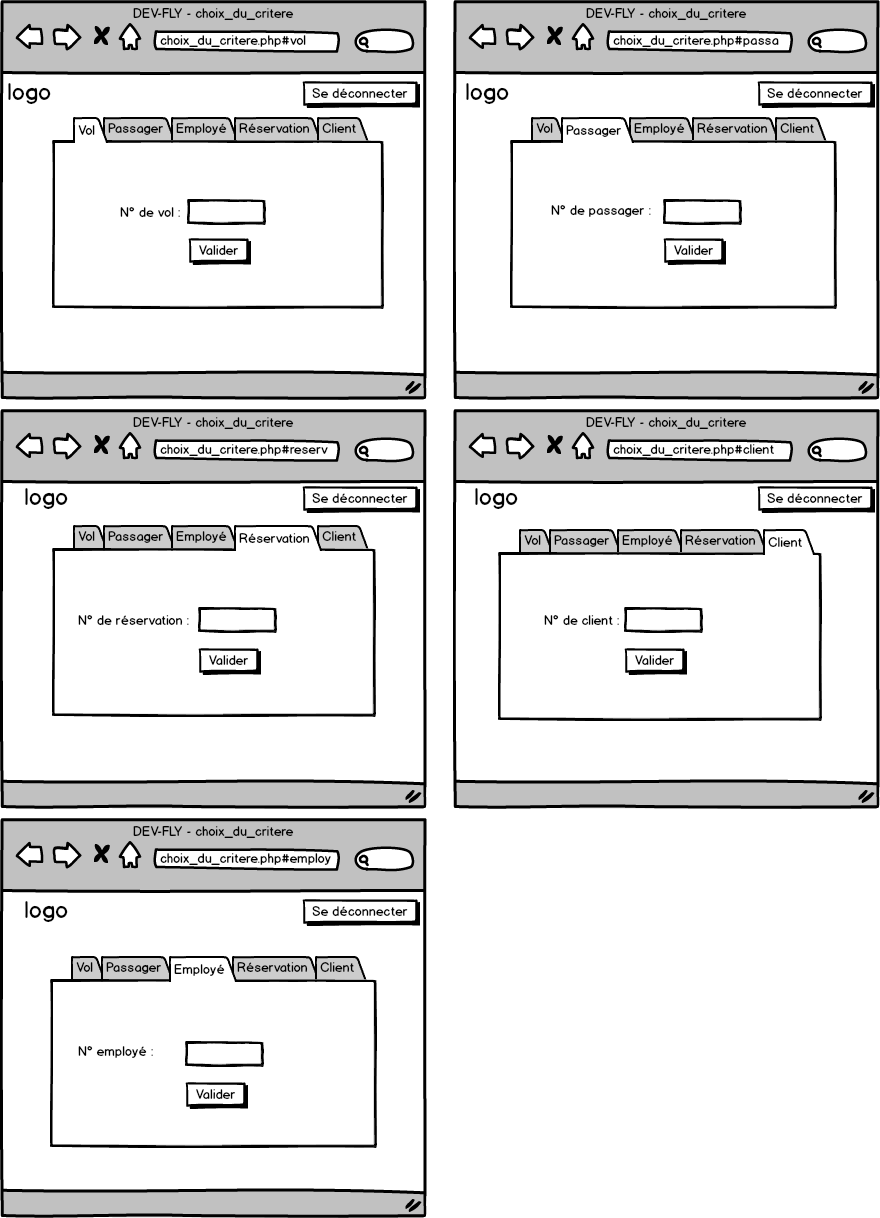 DEV-FLY - choix_du_critere
choix_du_critere.php#vol
logo
Se déconnecter
Vol Passager Employé Réservation Client
N° de vol :
Valider
DEV-FLY - choix_du_critere
choix_du_critere.php#passa
logo
Se déconnecter
Vol Passager Employé Réservation Client
N° de passager :
Valider
DEV-FLY - choix_du_critere
choix_du_critere.php#reserv
logo
Se déconnecter
Vol Passager Employé Réservation Client
N° de réservation :
Valider
DEV-FLY - choix_du_critere
choix_du_critere.php#client
logo
Se déconnecter
Vol Passager Employé Réservation Client
N° de client :
Valider
DEV-FLY - choix_du_critere
choix_du_critere.php#employ
logo
Se déconnecter
Vol Passager Employé Réservation Client
N° employé :
Valider